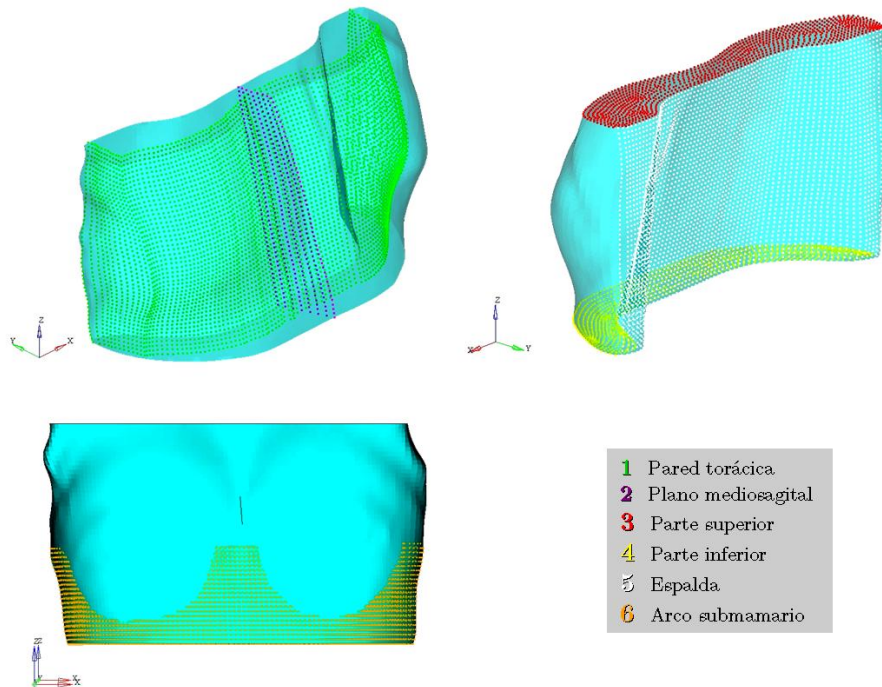 Z
Y
X
Z
X
Y
Z
X
1 Pared torácica
2 Plano mediosagital
3 Parte superior
4 Parte inferior
5 Espalda
6 Arco submamario